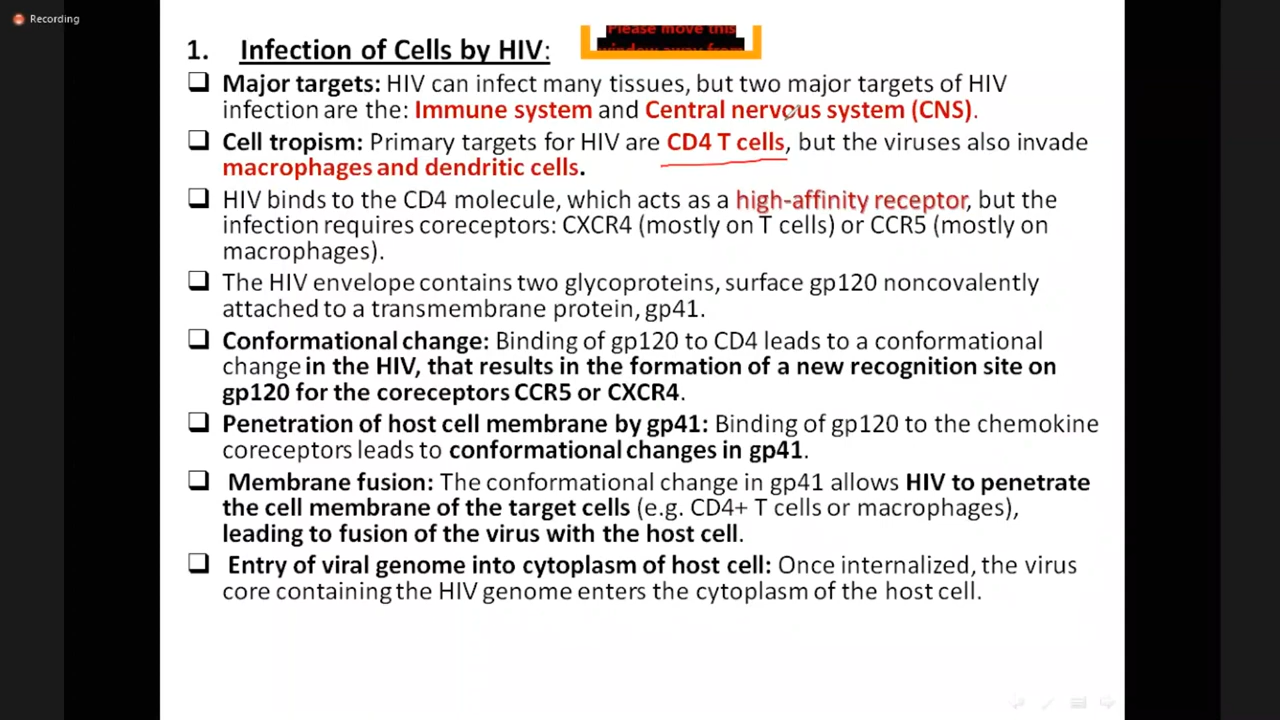 Recording
Please move this
window away from
1. Infection of Cells by HIV:
❑ Major targets: HIV can infect many tissues, but two major targets of HIV
infection are the: Immune system and Central nervous system (CNS).
❑ Cell tropism: Primary targets for HIV are CD4 T cells, but the viruses also invade
macrophages and dendritic cells.
❑ HIV binds to the CD4 molecule, which acts as a high-affinity receptor, but the
infection requires coreceptors: CXCR4 (mostly on T cells) or CCR5 (mostly on
macrophages).
❑ The HIV envelope contains two glycoproteins, surface gp120 noncovalently
attached to a transmembrane protein, gp41.
❑ Conformational change: Binding of gp120 to CD4 leads to a conformational
change in the HIV, that results in the formation of a new recognition site on
gp120 for the coreceptors CCR5 or CXCR4.
❑ Penetration of host cell membrane by gp41: Binding of gp120 to the chemokine
coreceptors leads to conformational changes in gp41.
❑ Membrane fusion: The conformational change in gp41 allows HIV to penetrate
the cell membrane of the target cells (e.g. CD4+ T cells or macrophages),
leading to fusion of the virus with the host cell.
❑ Entry of viral genome into cytoplasm of host cell: Once internalized, the virus
core containing the HIV genome enters the cytoplasm of the host cell.